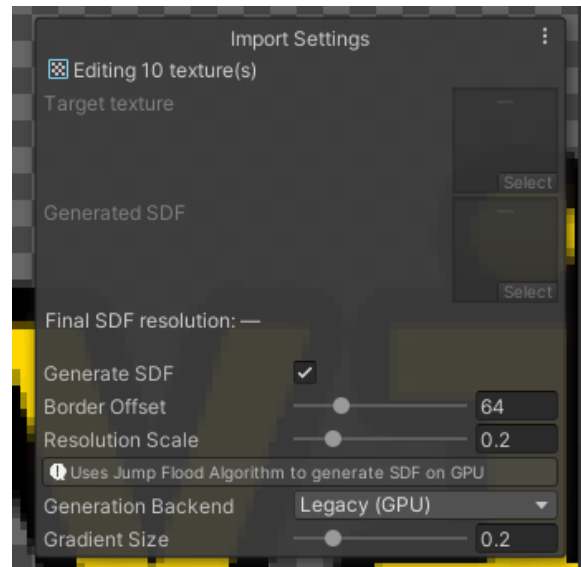 Import Settings
Editing 10 texture(s)
Target texture
—
Select
Generated SDF
—
Select
Final SDF resolution: —
Generate SDF
Border Offset 64
Resolution Scale 0.2
Uses Jump Flood Algorithm to generate SDF on GPU
Generation Backend Legacy (GPU)
Gradient Size 0.2